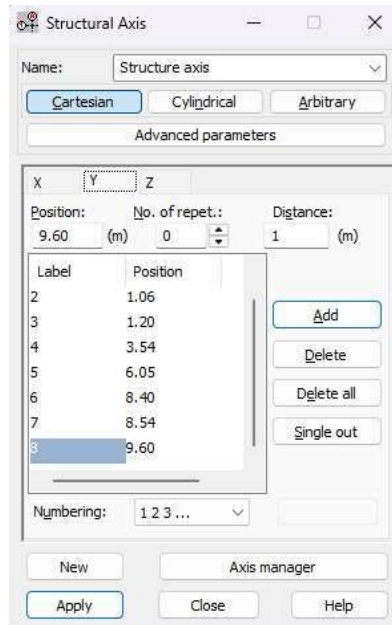 Structural Axis
Name: Structure axis
Cartesian Cylindrical Arbitrary
Advanced parameters
X Y Z
Position: No. of repet.: Distance:
9.60 (m) 0 1 (m)
Label Position
2 1.06
3 1.20
4 3.54
5 6.05
6 8.40
7 8.54
8 9.60
Add
Delete
Delete all
Single out
Numbering: 1 2 3 ...
New Axis manager
Apply Close Help